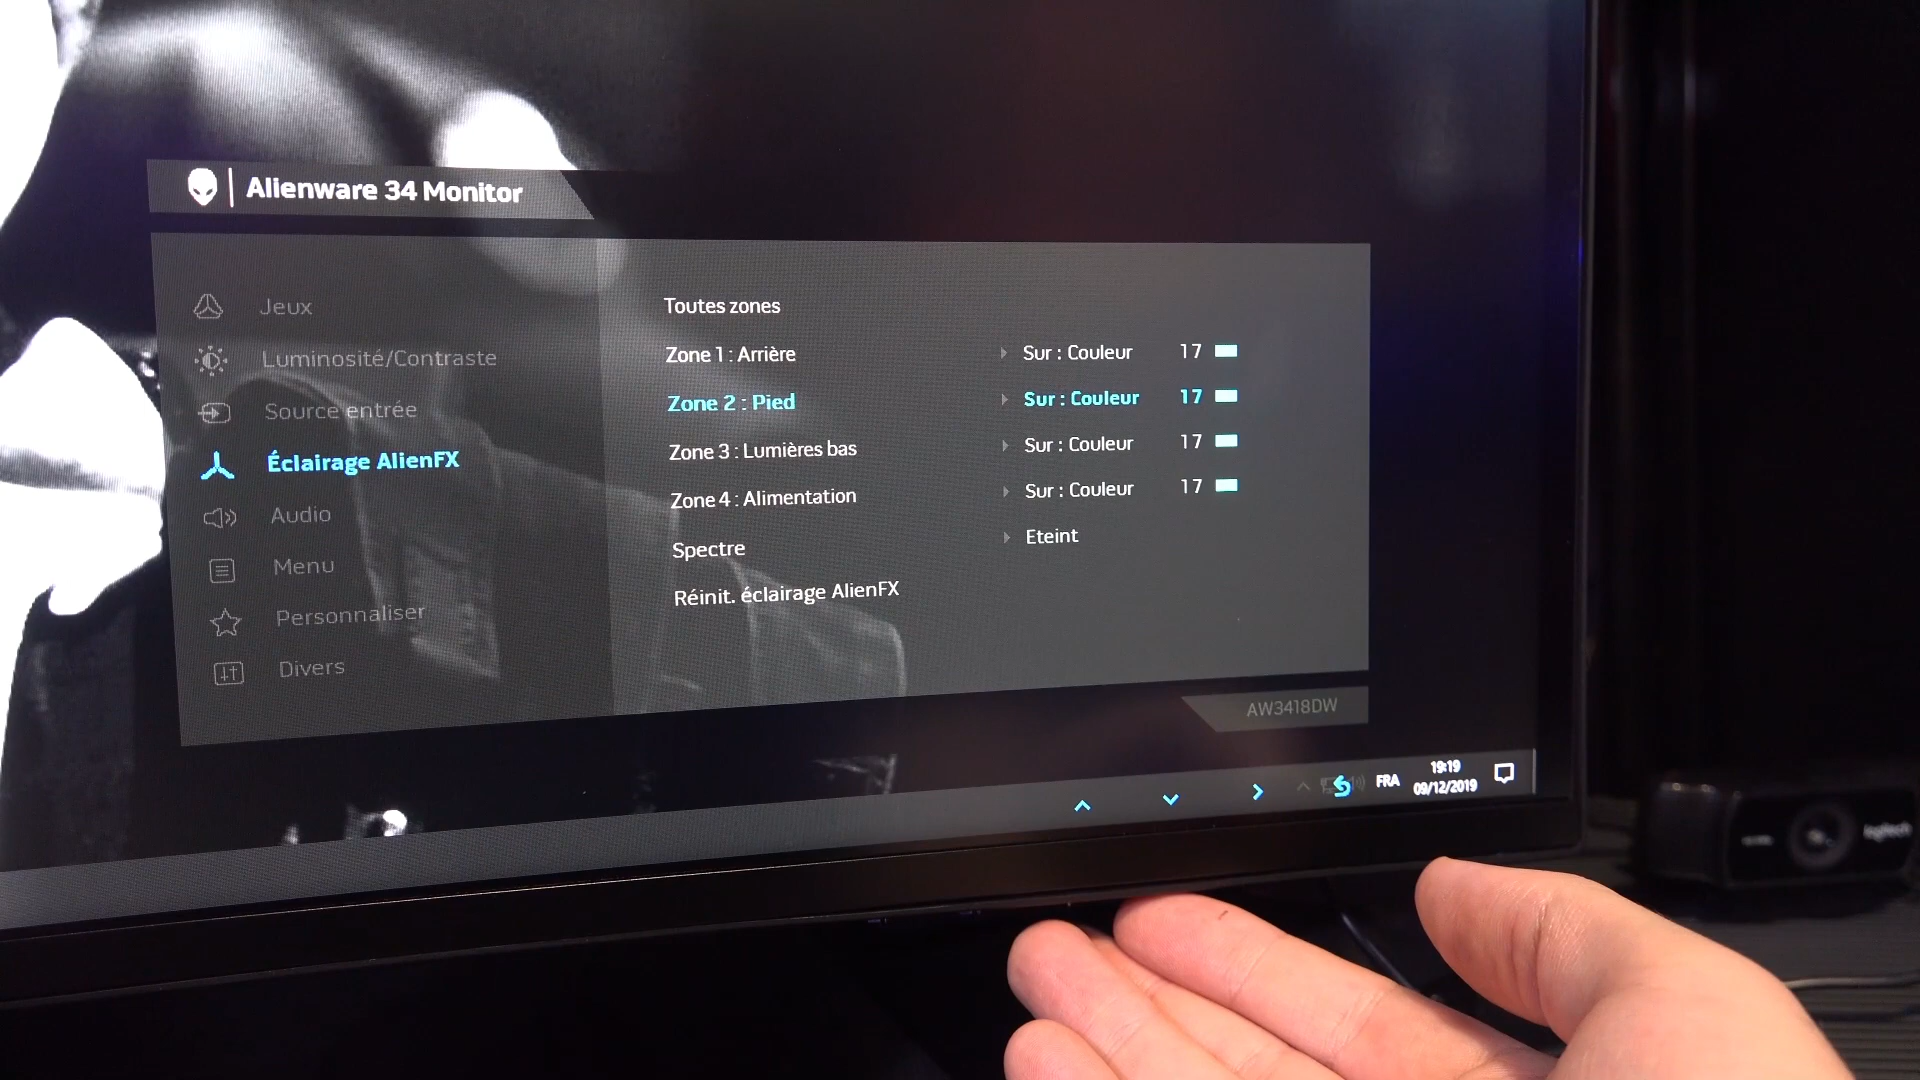 Alienware 34 Monitor
Jeux
Luminosité/Contraste
Source entrée
Éclairage AlienFX
Audio
Menu
Personnaliser
Divers
Toutes zones
Zone 1 : Arrière Sur : Couleur 17
Zone 2 : Pied Sur : Couleur 17
Zone 3 : Lumières bas Sur : Couleur 17
Zone 4 : Alimentation Sur : Couleur 17
Spectre Eteint
Réinit. éclairage AlienFX
AW3418DW
FRA
19:19
09/12/2019
logitech